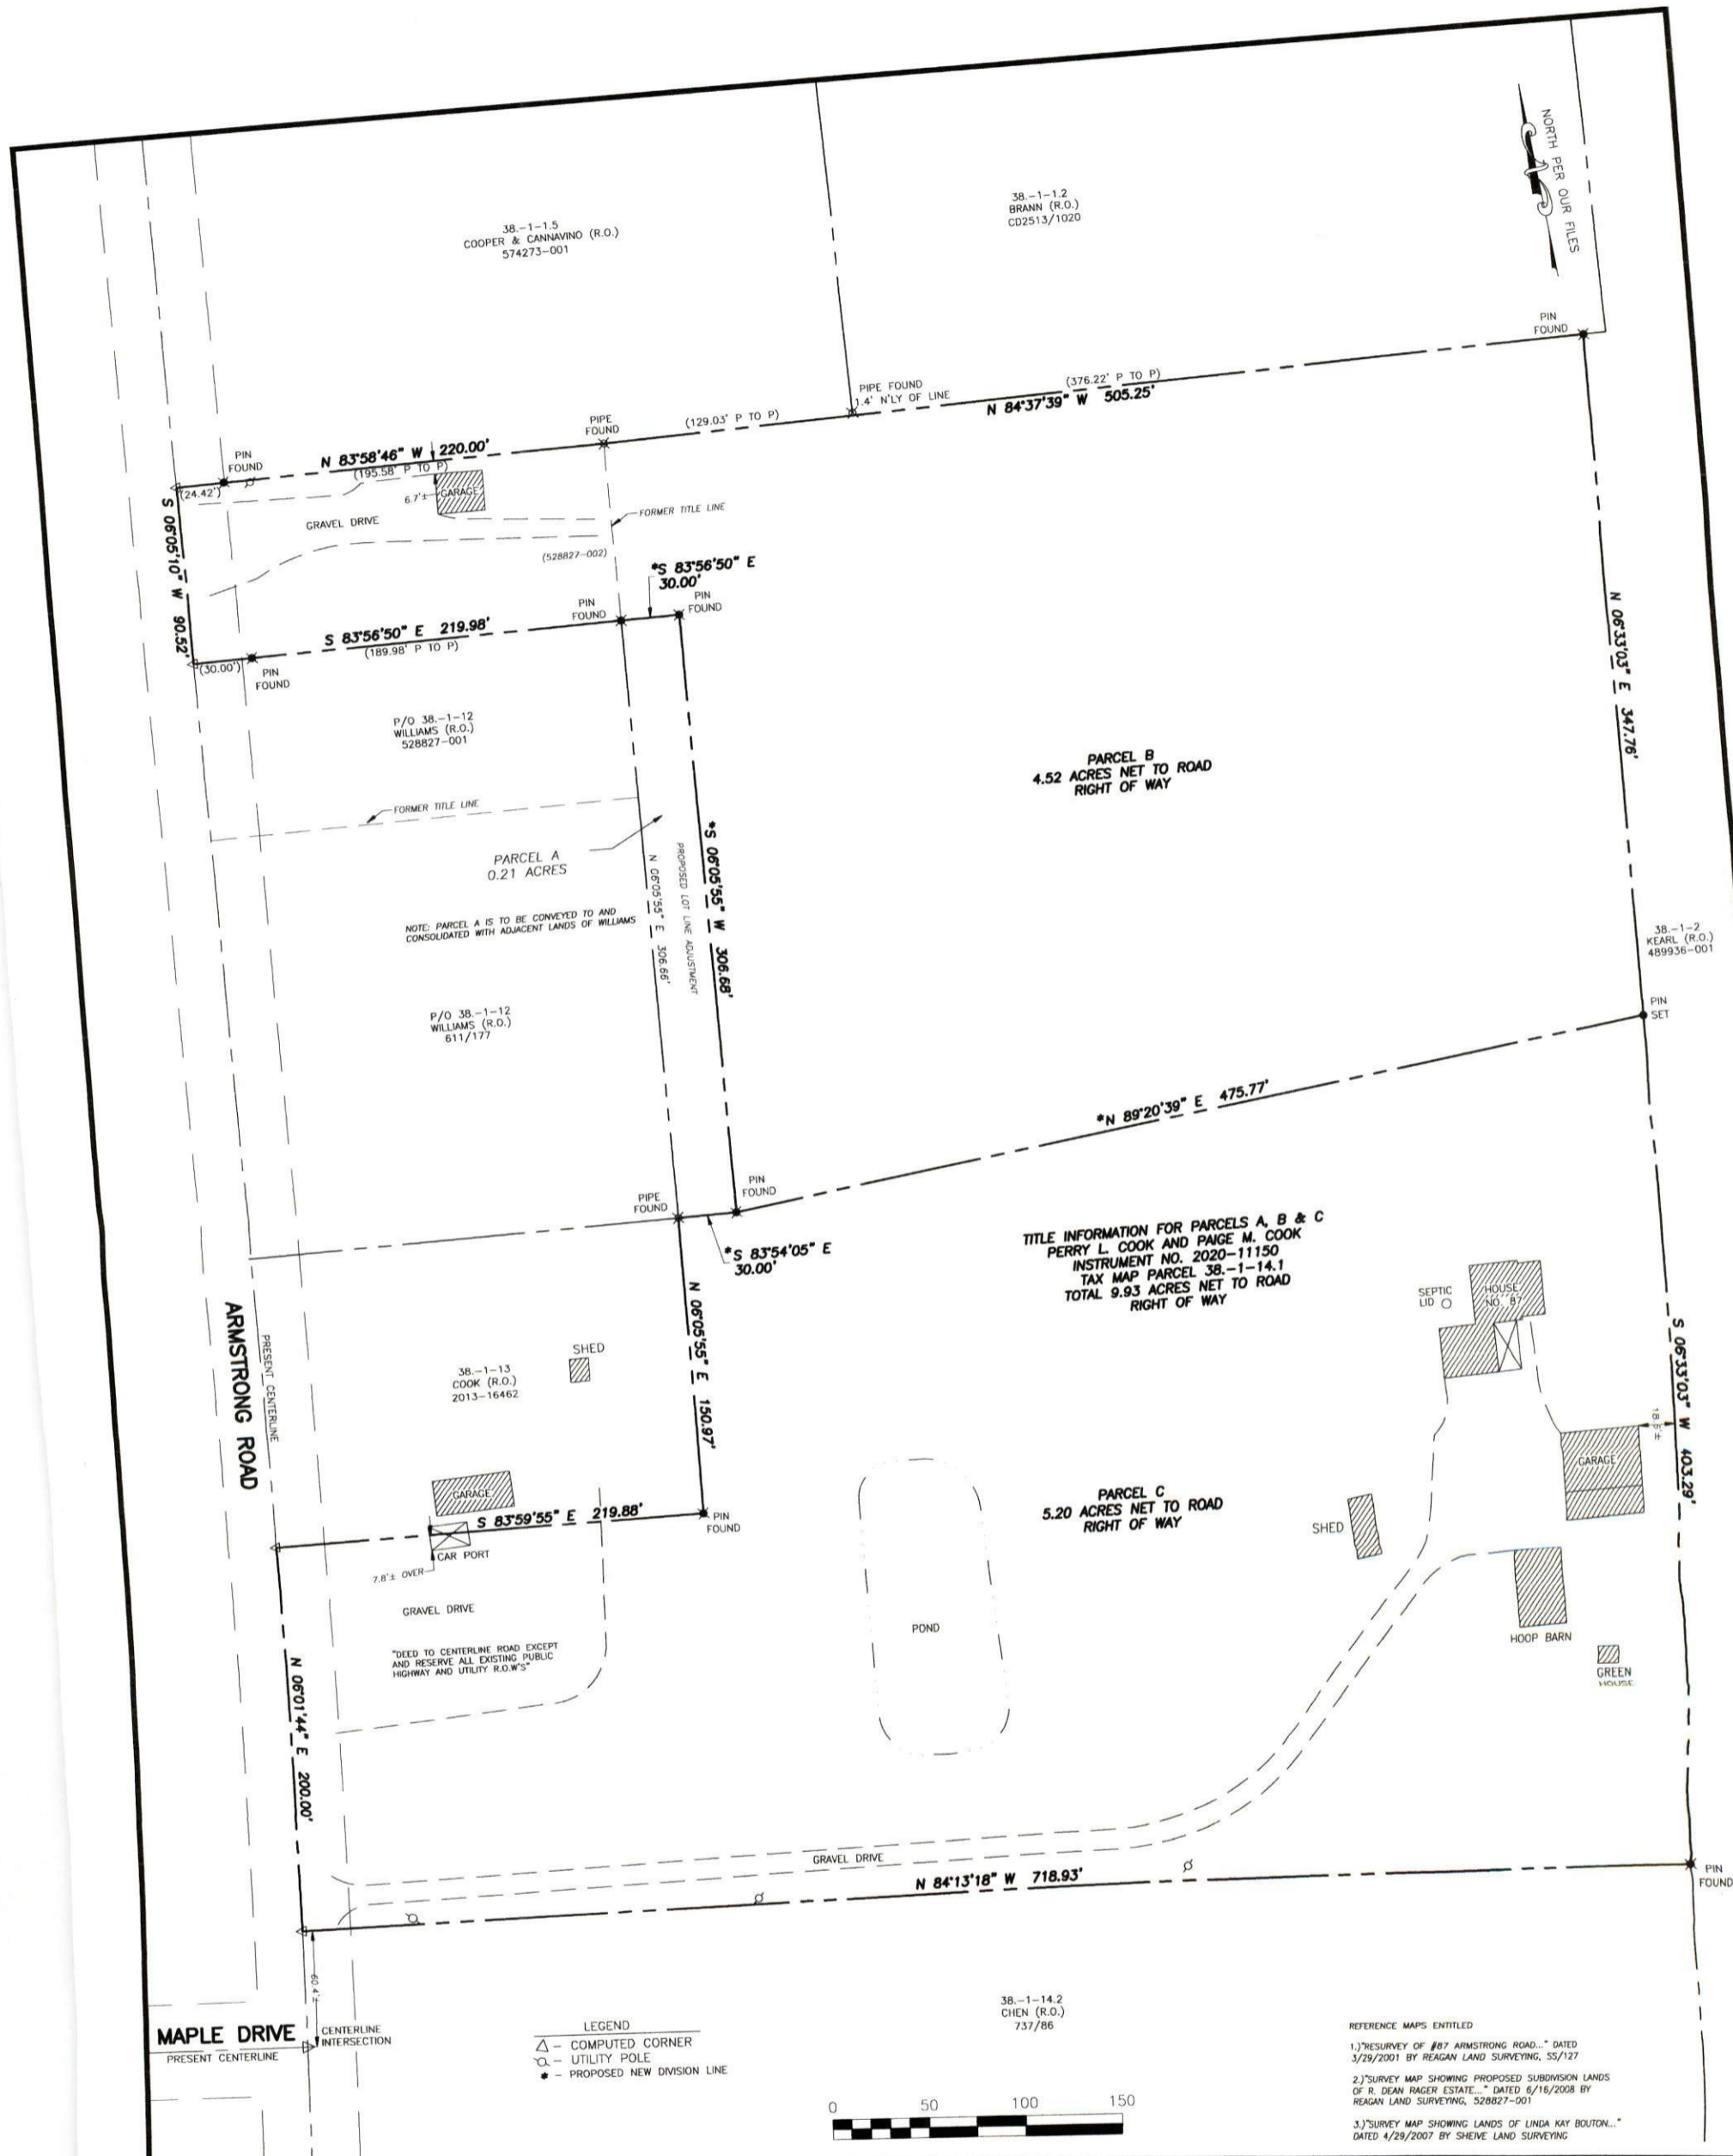 NORTH PER OUR FILES
38.-1-1.5
COOPER & CANNAVINO (R.O.)
574273-001
38.-1-1.2
BRANN (R.O.)
CD2513/1020
PIN
FOUND
PIPE FOUND
1.4' N'LY OF LINE
(376.22' P TO P)
N 84°37'39" W 505.25'
(129.03' P TO P)
PIPE
FOUND
PIN
FOUND
N 83°58'46" W 220.00'
(195.58' P TO P)
(24.42')
6.7'±
GARAGE
GRAVEL DRIVE
FORMER TITLE LINE
(528827-002)
S 06°05'10" W 90.52'
*S 83°56'50" E
30.00'
PIN
FOUND
PIN
FOUND
S 83°56'50" E 219.98'
(189.98' P TO P)
(30.00')
PIN
FOUND
N 06°33'03" E 347.76'
P/O 38.-1-12
WILLIAMS (R.O.)
528827-001
PARCEL B
4.52 ACRES NET TO ROAD
RIGHT OF WAY
FORMER TITLE LINE
PARCEL A
0.21 ACRES
N 06°05'55" E 306.66'
PROPOSED LOT LINE ADJUSTMENT
*S 06°05'55" W 306.68'
NOTE: PARCEL A IS TO BE CONVEYED TO AND
CONSOLIDATED WITH ADJACENT LANDS OF WILLIAMS
38.-1-2
KEARL (R.O.)
489936-001
P/O 38.-1-12
WILLIAMS (R.O.)
611/177
PIN
SET
*N 89°20'39" E 475.77'
PIPE
FOUND
PIN
FOUND
*S 83°54'05" E
30.00'
TITLE INFORMATION FOR PARCELS A, B & C
PERRY L. COOK AND PAIGE M. COOK
INSTRUMENT NO. 2020-11150
TAX MAP PARCEL 38.-1-14.1
TOTAL 9.93 ACRES NET TO ROAD
RIGHT OF WAY
SEPTIC
LID
HOUSE
NO. 87
ARMSTRONG ROAD
PRESENT CENTERLINE
N 06°05'55" E 150.97'
38.-1-13
COOK (R.O.)
2013-16462
SHED
S 06°33'03" W 403.29'
18.5'±
GARAGE
GARAGE
S 83°59'55" E 219.88'
PIN
FOUND
CAR PORT
7.8'± OVER
PARCEL C
5.20 ACRES NET TO ROAD
RIGHT OF WAY
SHED
GRAVEL DRIVE
"DEED TO CENTERLINE ROAD EXCEPT
AND RESERVE ALL EXISTING PUBLIC
HIGHWAY AND UTILITY R.O.W'S"
POND
HOOP BARN
GREEN
HOUSE
N 06°01'44" E 200.00'
GRAVEL DRIVE
N 84°13'18" W 718.93'
PIN
FOUND
60.4'±
MAPLE DRIVE
PRESENT CENTERLINE
CENTERLINE
INTERSECTION
LEGEND
△ - COMPUTED CORNER
- UTILITY POLE
* - PROPOSED NEW DIVISION LINE
38.-1-14.2
CHEN (R.O.)
737/86
0 50 100 150
REFERENCE MAPS ENTITLED
1.)"RESURVEY OF #87 ARMSTRONG ROAD..." DATED
3/29/2001 BY REAGAN LAND SURVEYING, SS/127
2.)"SURVEY MAP SHOWING PROPOSED SUBDIVISION LANDS
OF R. DEAN RAGER ESTATE..." DATED 6/16/2008 BY
REAGAN LAND SURVEYING, 528827-001
3.)"SURVEY MAP SHOWING LANDS OF LINDA KAY BOUTON..."
DATED 4/29/2007 BY SHEIVE LAND SURVEYING